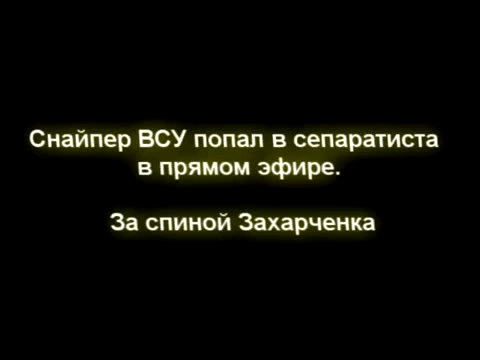 Снайпер ВСУ попал в сепаратиста
в прямом эфире.
За спиной Захарченка